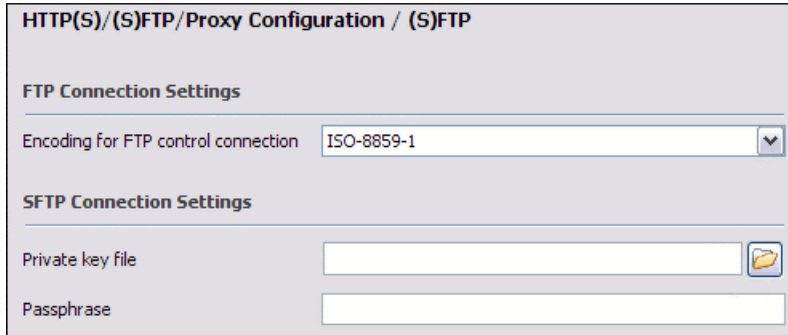 HTTP(S)/(S)FTP/Proxy Configuration / (S)FTP
FTP Connection Settings
Encoding for FTP control connection ISO-8859-1
SFTP Connection Settings
Private key file
Passphrase